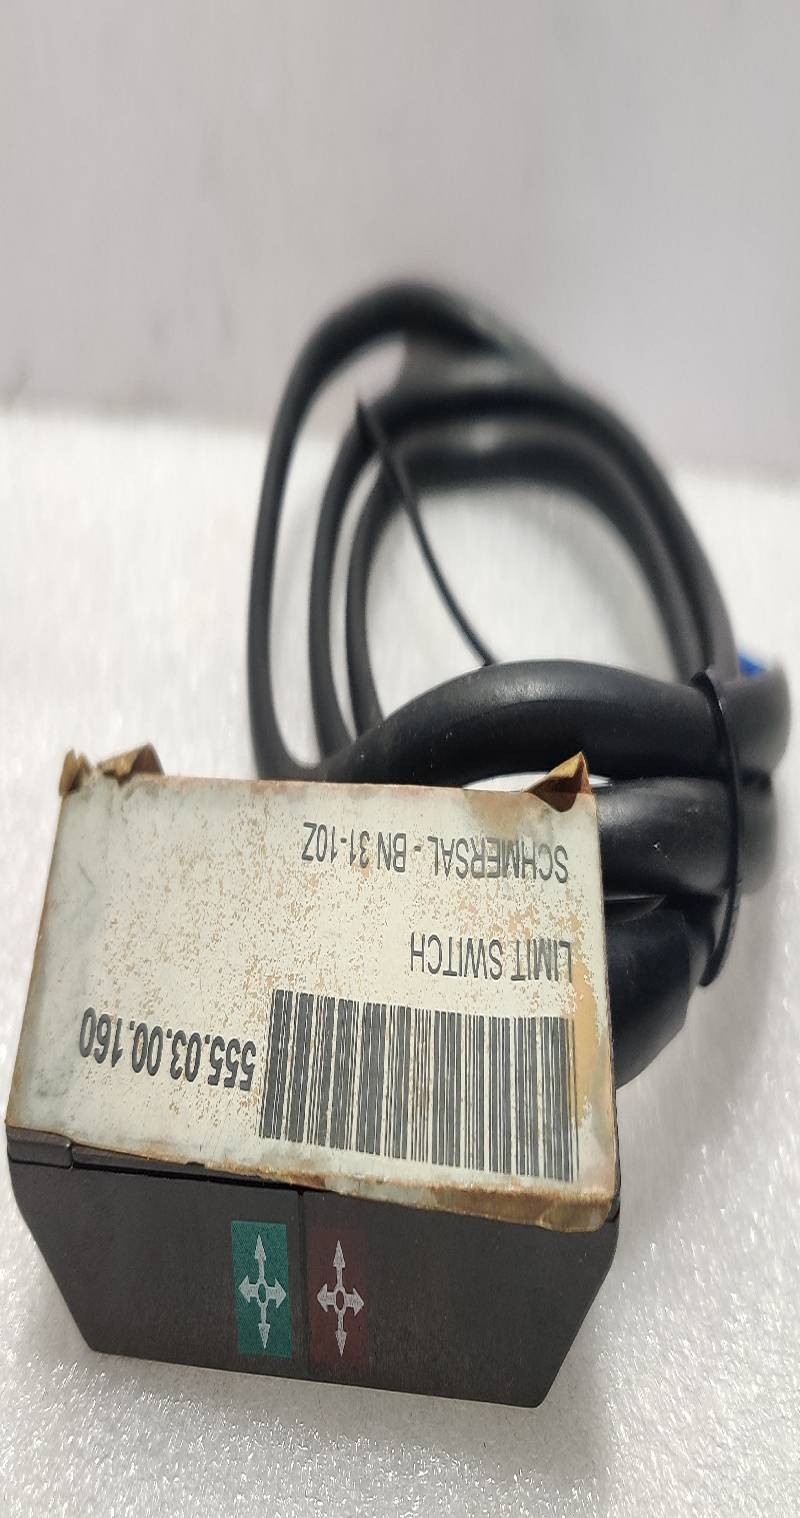 555.03.00.160
LIMIT SWITCH
SCHMERSAL - BN 31-10Z